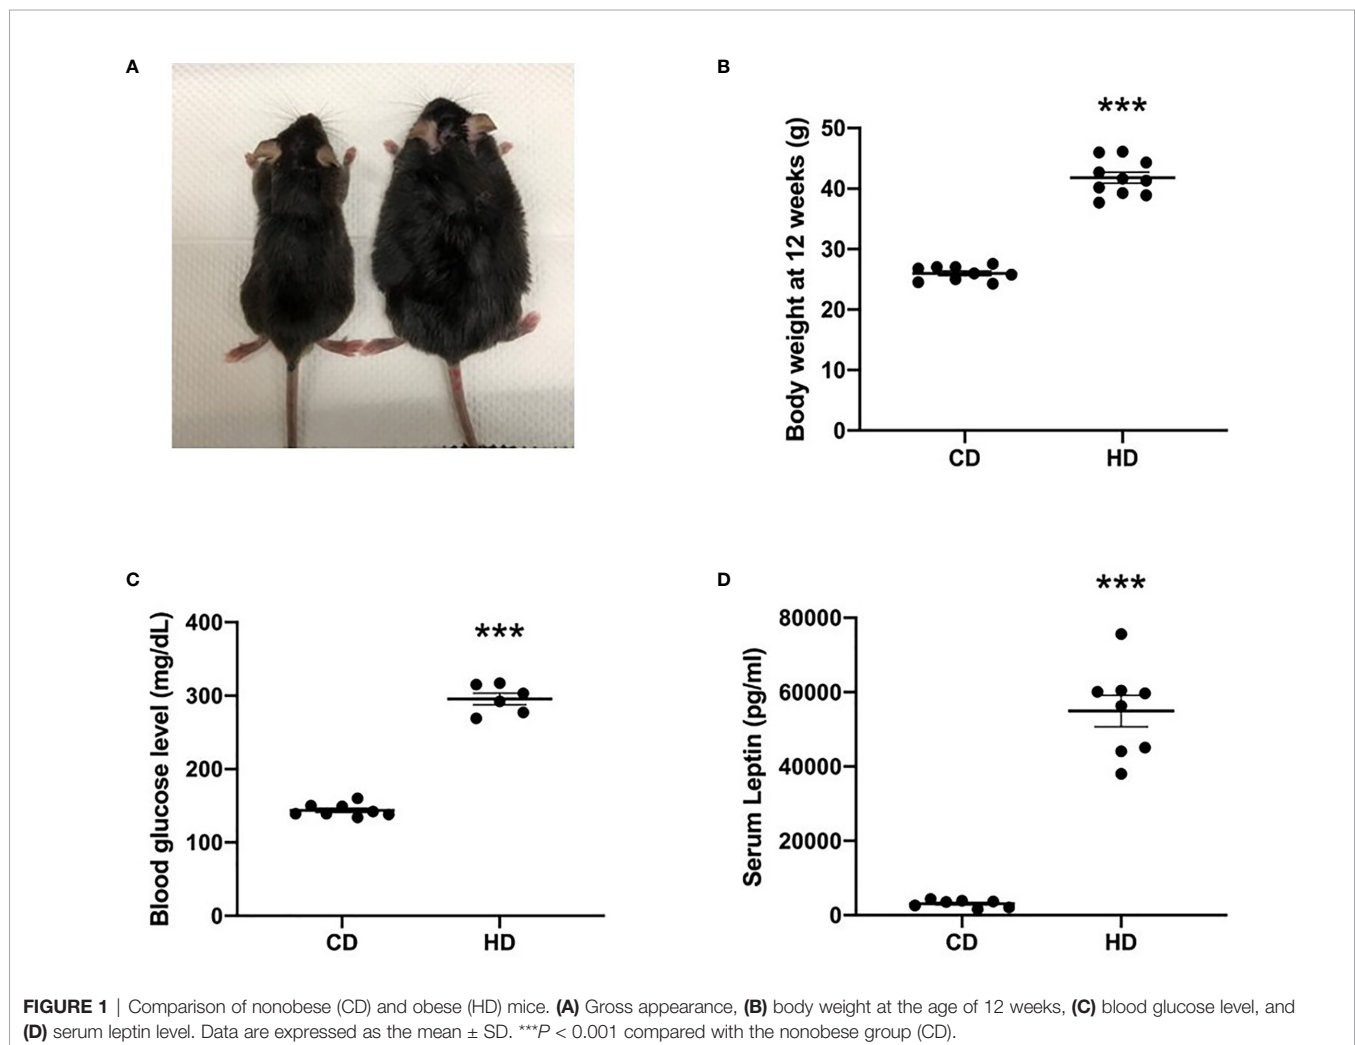 A
B
***
Body weight at 12 weeks (g)
50
40
30
20
10
0
CD HD
C
***
Blood glucose level (mg/dL)
400
300
200
100
0
CD HD
D
***
Serum Leptin (pg/ml)
80000
60000
40000
20000
0
CD HD
FIGURE 1 | Comparison of nonobese (CD) and obese (HD) mice. (A) Gross appearance, (B) body weight at the age of 12 weeks, (C) blood glucose level, and
(D) serum leptin level. Data are expressed as the mean ± SD. ***P < 0.001 compared with the nonobese group (CD).